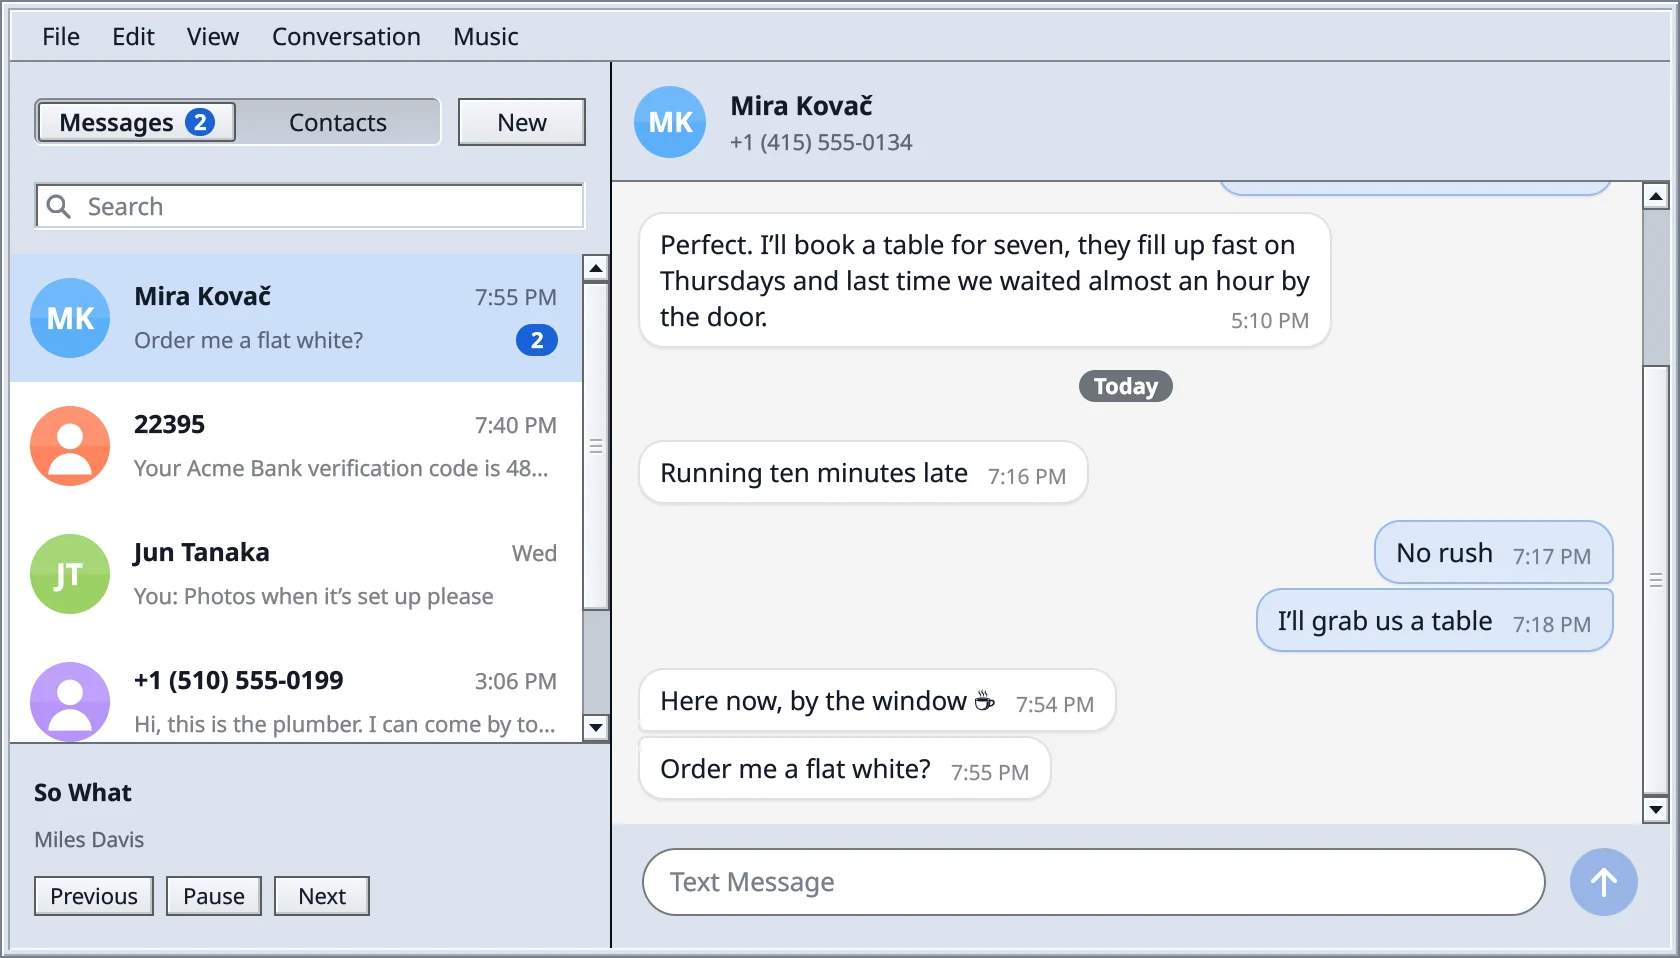 File Edit View Conversation Music
Messages 2 Contacts New
Search
MK Mira Kovač 7:55 PM
Order me a flat white? 2
22395 7:40 PM
Your Acme Bank verification code is 48...
JT Jun Tanaka Wed
You: Photos when it’s set up please
+1 (510) 555-0199 3:06 PM
Hi, this is the plumber. I can come by to...
So What
Miles Davis
Previous Pause Next
MK Mira Kovač
+1 (415) 555-0134
Perfect. I’ll book a table for seven, they fill up fast on
Thursdays and last time we waited almost an hour by
the door. 5:10 PM
Today
Running ten minutes late 7:16 PM
No rush 7:17 PM
I’ll grab us a table 7:18 PM
Here now, by the window ☕ 7:54 PM
Order me a flat white? 7:55 PM
Text Message